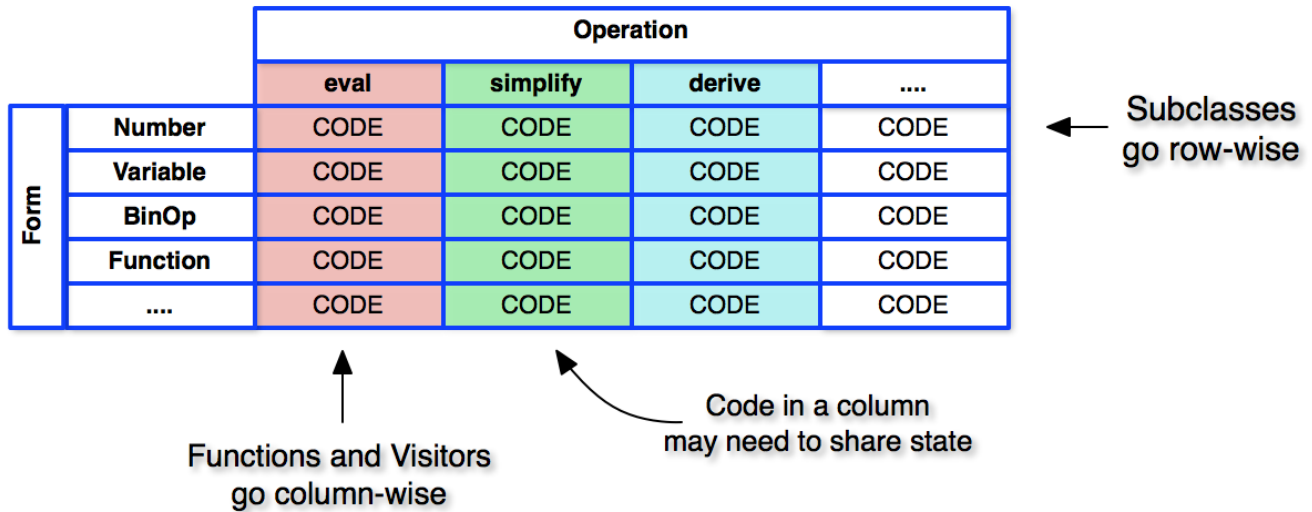 Operation
eval simplify derive ....
Form
Number CODE CODE CODE CODE
Variable CODE CODE CODE CODE
BinOp CODE CODE CODE CODE
Function CODE CODE CODE CODE
.... CODE CODE CODE CODE
Subclasses
go row-wise
Functions and Visitors
go column-wise
Code in a column
may need to share state